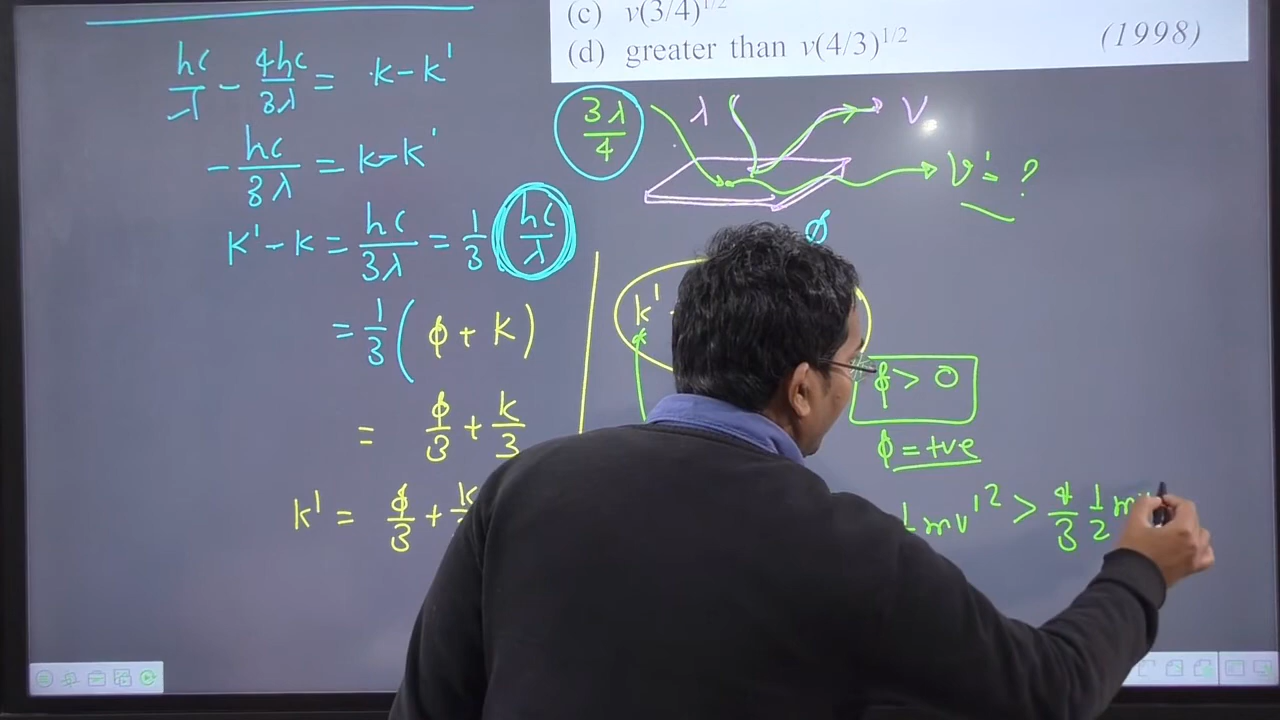 (c) v(3/4)^1/2
(d) greater than v(4/3)^1/2 (1998)
hc/λ - 4hc/3λ = k - k'
- hc/3λ = k - k'
k' - k = hc/3λ = 1/3 hc/λ
= 1/3 (ϕ + k)
= ϕ/3 + k/3
k' = ϕ/3 + k
3λ/4 λ v
v' = ?
ϕ
k'
ϕ > 0
ϕ = +ve
mv'^2 > 4/3 1/2 m